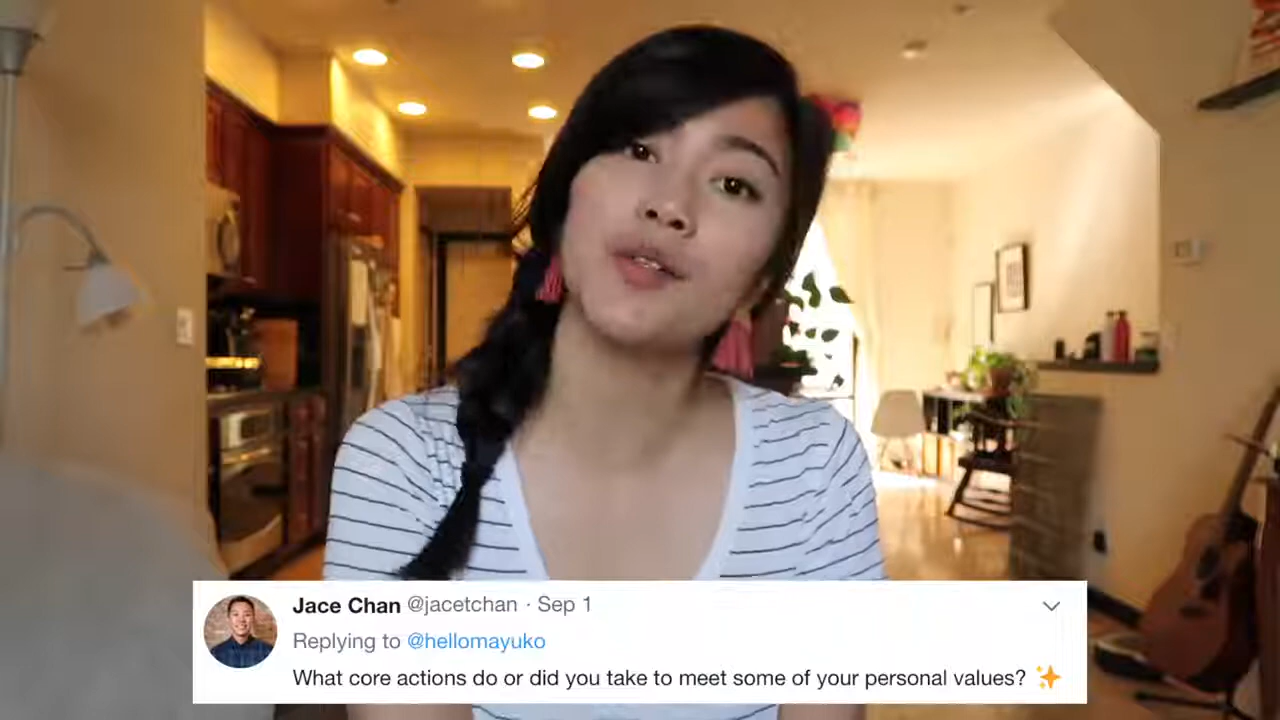 Jace Chan @jacetchan · Sep 1
Replying to @hellomayuko
What core actions do or did you take to meet some of your personal values? ✨